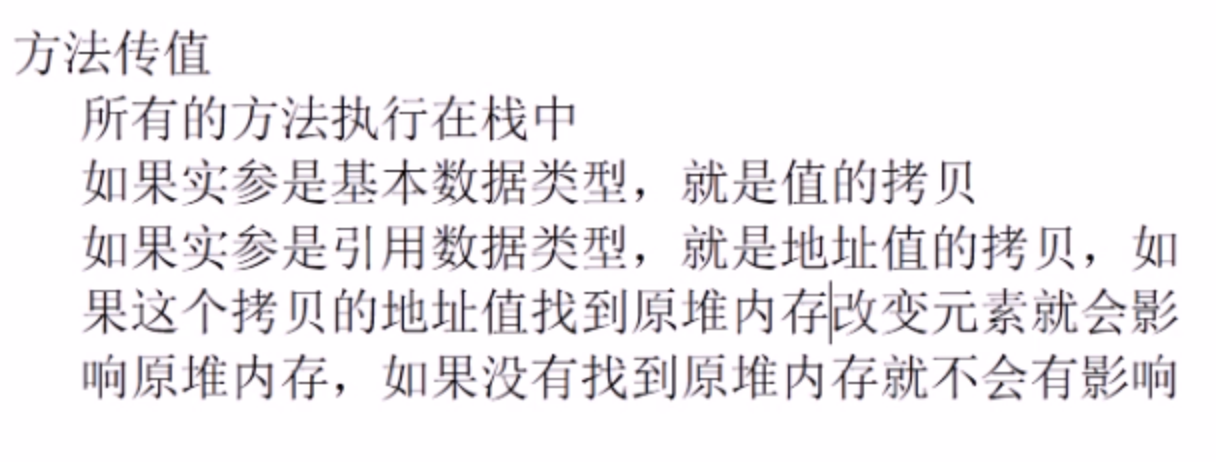 方法传值
所有的方法执行在栈中
如果实参是基本数据类型，就是值的拷贝
如果实参是引用数据类型，就是地址值的拷贝，如
果这个拷贝的地址值找到原堆内存改变元素就会影
响原堆内存，如果没有找到原堆内存就不会有影响